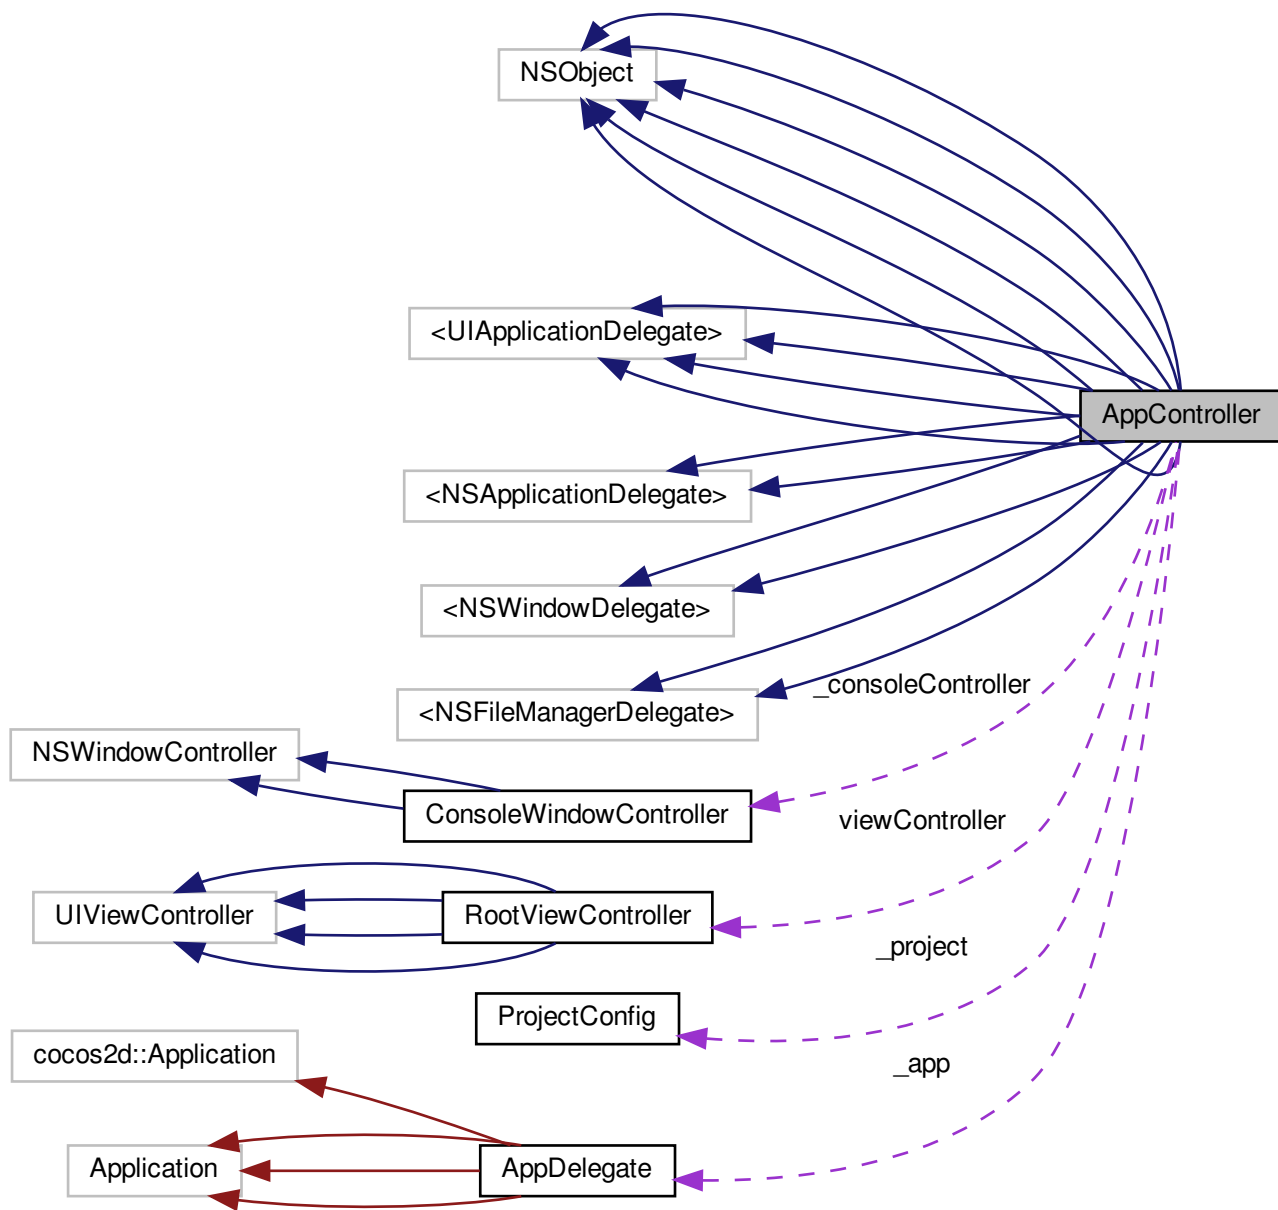 NSObject
<UIApplicationDelegate>
AppController
<NSApplicationDelegate>
<NSWindowDelegate>
_consoleController
<NSFileManagerDelegate>
NSWindowController
ConsoleWindowController
viewController
UIViewController
RootViewController
_project
ProjectConfig
cocos2d::Application
_app
Application
AppDelegate